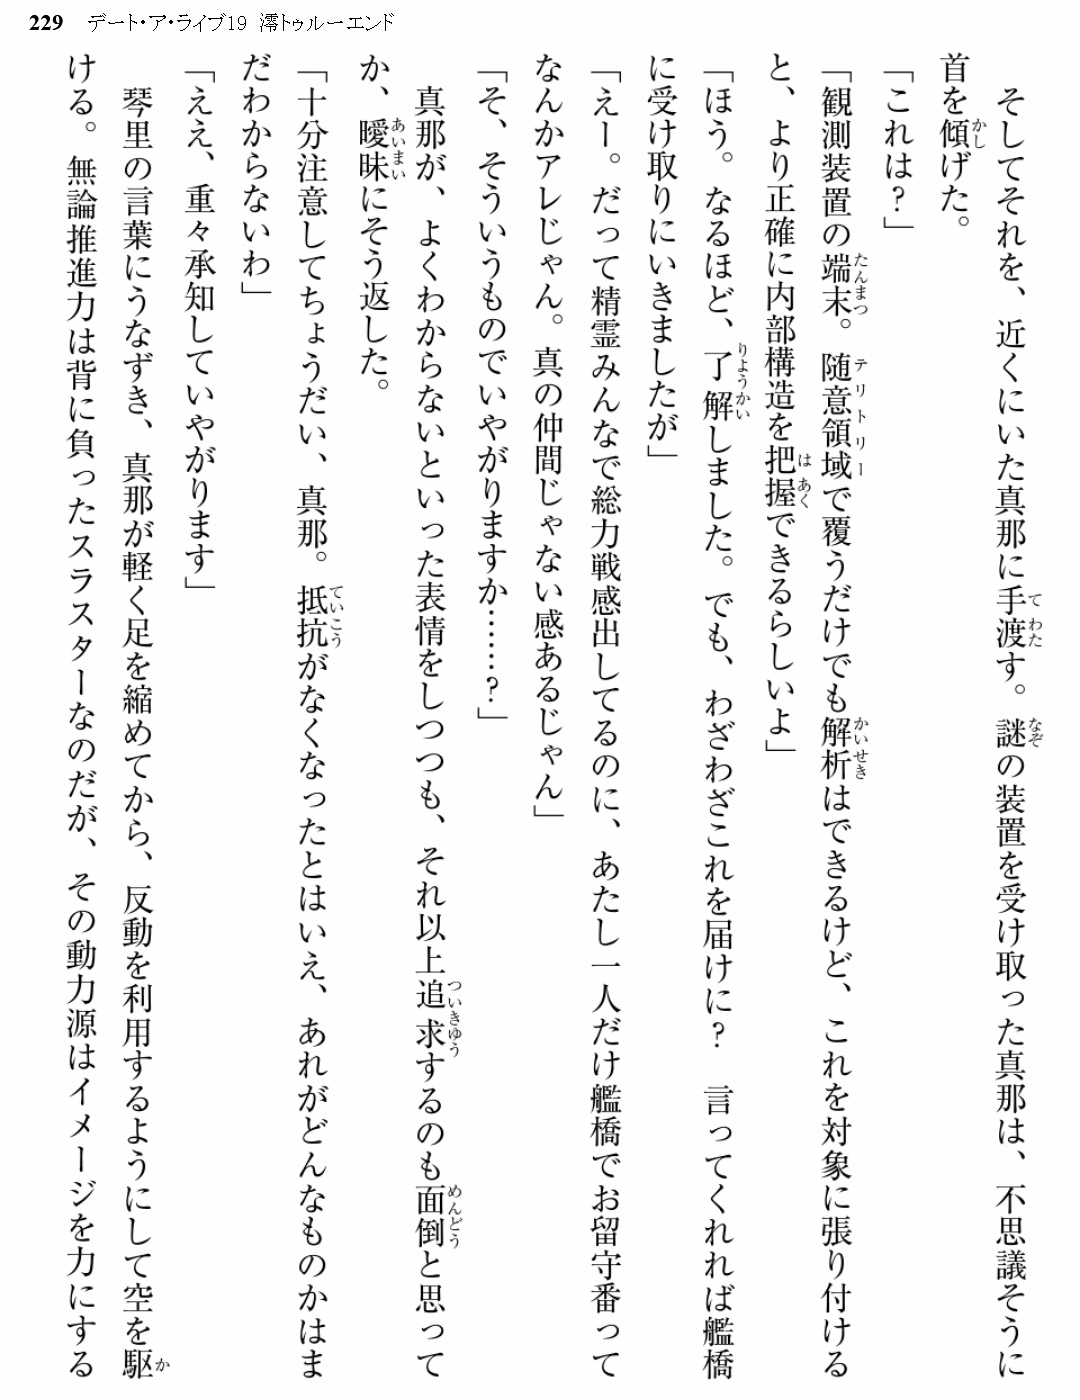 229 デート・ア・ライブ19 澪トゥルーエンド
　そしてそれを、近くにいた真那に手渡す。謎の装置を受け取った真那は、不思議そうに
首を傾げた。
「これは？」
「観測装置の端末。随意領域で覆うだけでも解析はできるけど、これを対象に張り付ける
と、より正確に内部構造を把握できるらしいよ」
「ほう。なるほど、了解しました。でも、わざわざこれを届けに？　言ってくれれば艦橋
に受け取りにいきましたが」
「えー。だって精霊みんなで総力戦感出してるのに、あたし一人だけ艦橋でお留守番って
なんかアレじゃん。真の仲間じゃない感あるじゃん」
「そ、そういうものでいやがりますか……？」
　真那が、よくわからないといった表情をしつつも、それ以上追求するのも面倒と思って
か、曖昧にそう返した。
「十分注意してちょうだい、真那。抵抗がなくなったとはいえ、あれがどんなものかはま
だわからないわ」
「ええ、重々承知していやがります」
　琴里の言葉にうなずき、真那が軽く足を縮めてから、反動を利用するようにして空を駆
ける。無論推進力は背に負ったスラスターなのだが、その動力源はイメージを力にする